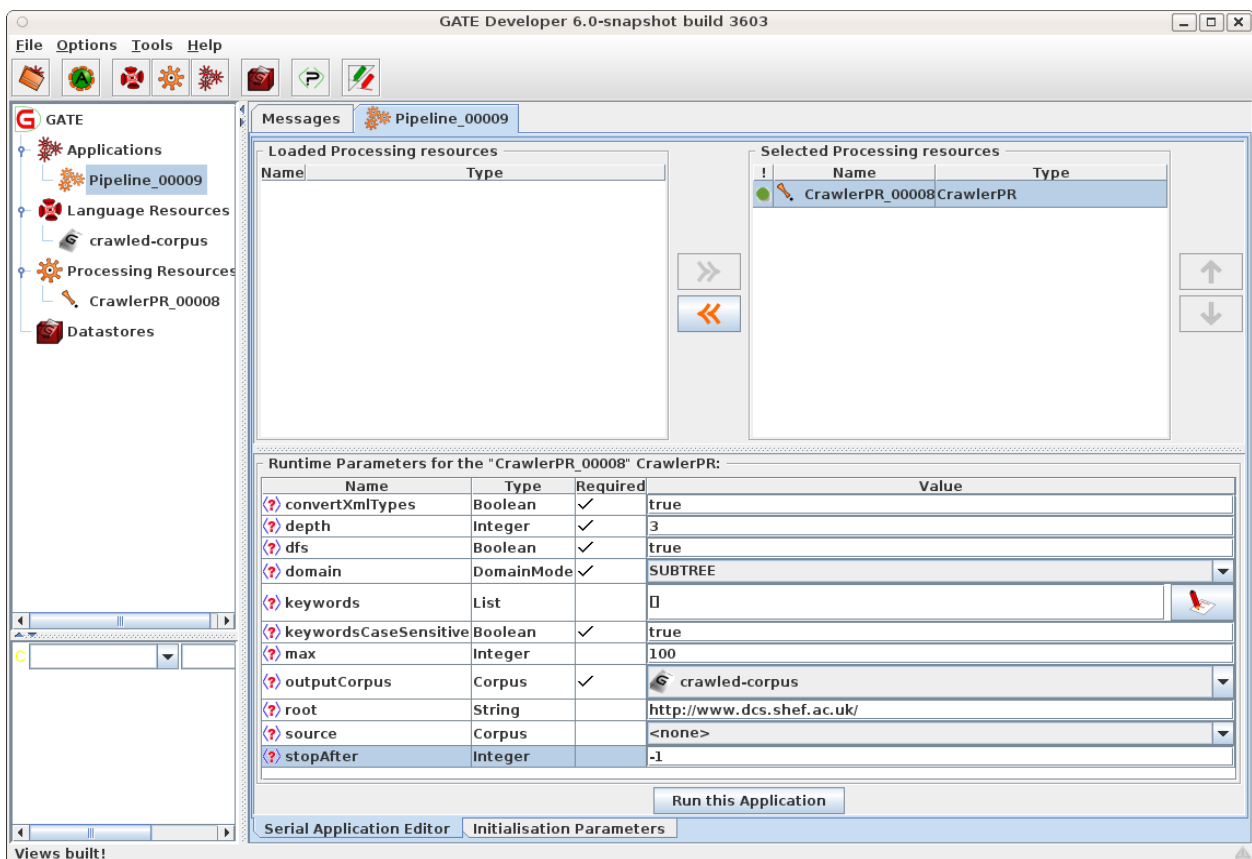 GATE Developer 6.0-snapshot build 3603
File Options Tools Help
GATE
Applications
Pipeline_00009
Language Resources
crawled-corpus
Processing Resources
CrawlerPR_00008
Datastores
Messages Pipeline_00009
Loaded Processing resources
Name Type
Selected Processing resources
! Name Type
CrawlerPR_00008 CrawlerPR
Runtime Parameters for the "CrawlerPR_00008" CrawlerPR:
Name Type Required Value
<?> convertXmlTypes Boolean ✓ true
<?> depth Integer ✓ 3
<?> dfs Boolean ✓ true
<?> domain DomainMode ✓ SUBTREE
<?> keywords List []
<?> keywordsCaseSensitive Boolean ✓ true
<?> max Integer 100
<?> outputCorpus Corpus ✓ crawled-corpus
<?> root String http://www.dcs.shef.ac.uk/
<?> source Corpus <none>
<?> stopAfter Integer -1
Run this Application
Serial Application Editor Initialisation Parameters
C
Views built!